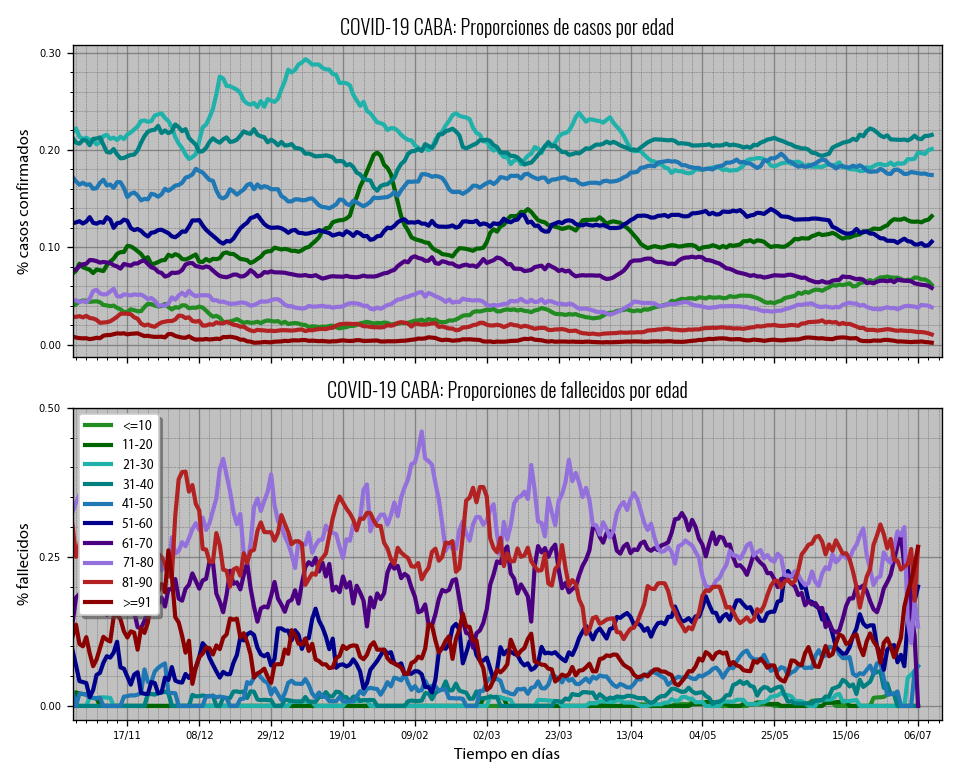 COVID-19 CABA: Proporciones de casos por edad
% casos confirmados
0.30
0.20
0.10
0.00
COVID-19 CABA: Proporciones de fallecidos por edad
% fallecidos
0.50
0.25
0.00
<=10
11-20
21-30
31-40
41-50
51-60
61-70
71-80
81-90
>=91
17/11 08/12 29/12 19/01 09/02 02/03 23/03 13/04 04/05 25/05 15/06 06/07
Tiempo en días